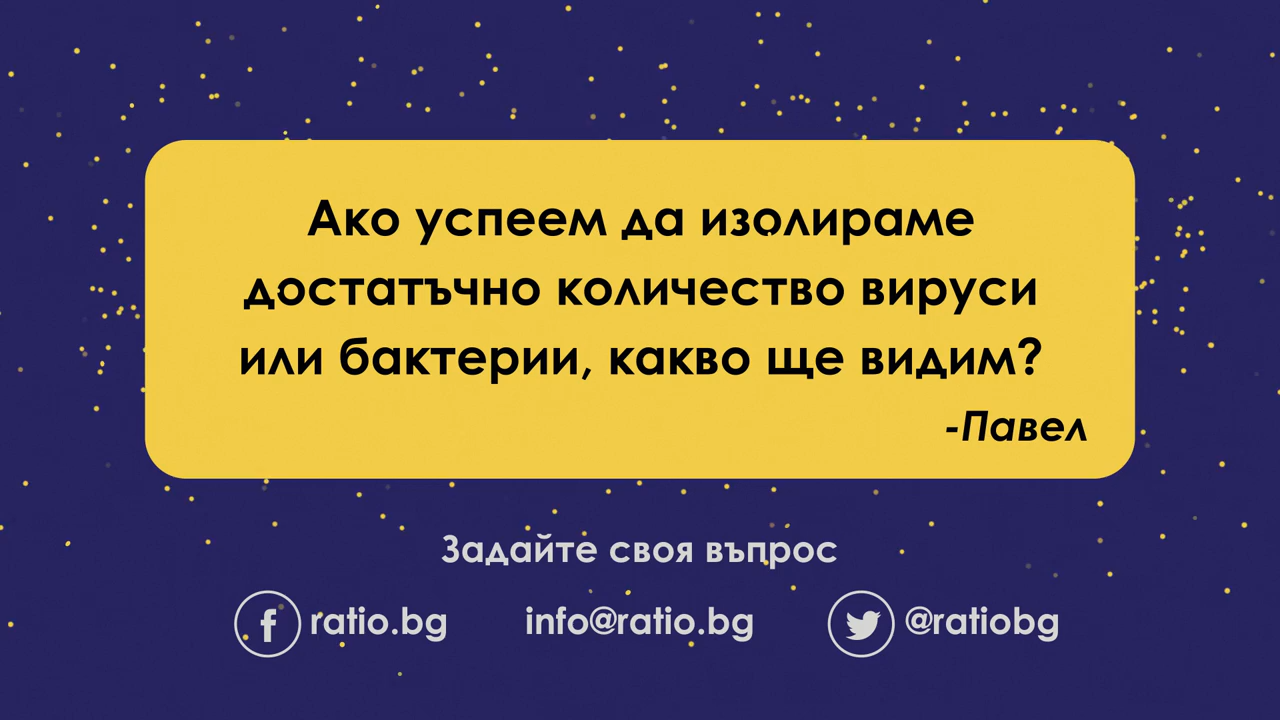 Ако успеем да изолираме
достатъчно количество вируси
или бактерии, какво ще видим?
-Павел
Задайте своя въпрос
ratio.bg info@ratio.bg @ratiobg